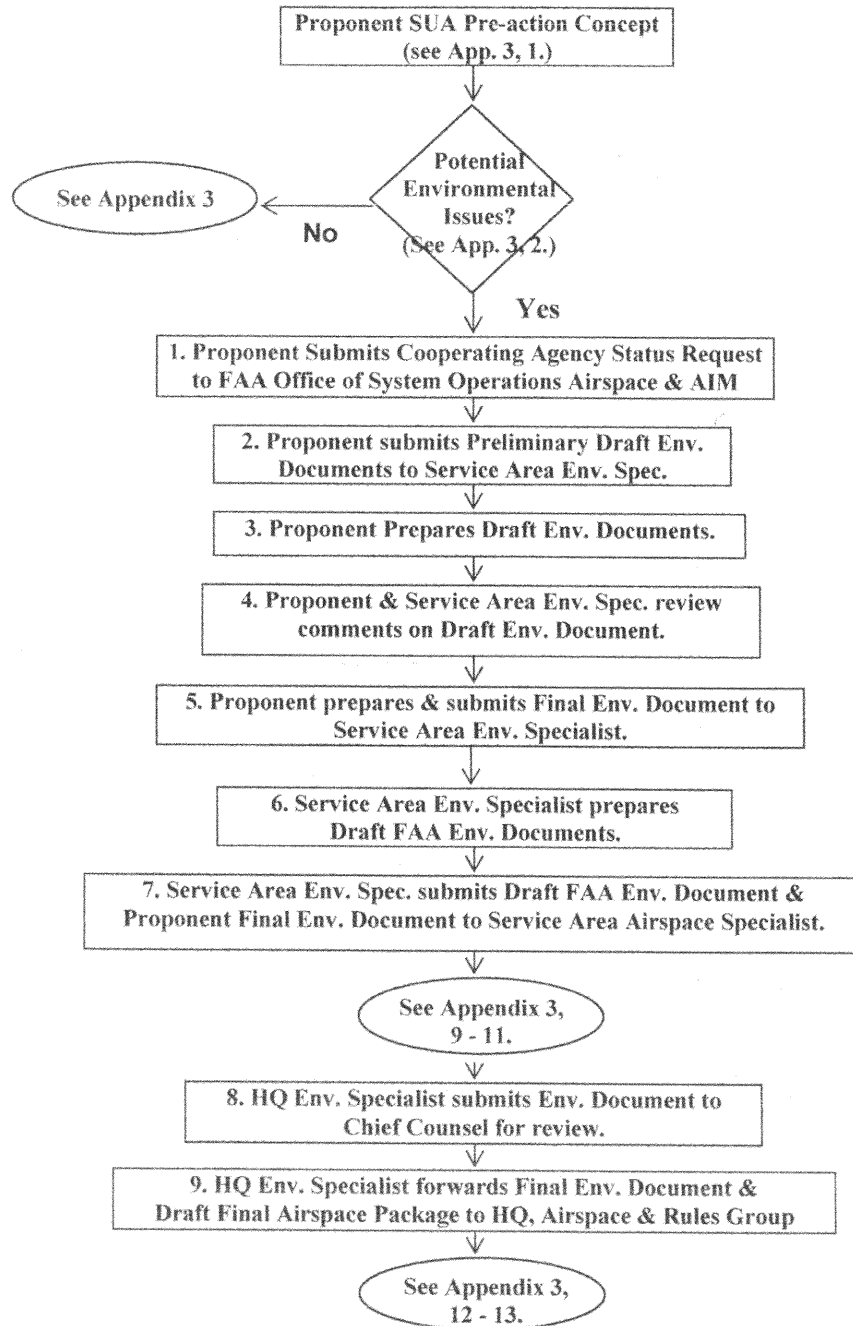 Proponent SUA Pre-action Concept
(see App. 3, 1.)
Potential
Environmental
Issues?
(See App. 3, 2.)
See Appendix 3
No
Yes
1. Proponent Submits Cooperating Agency Status Request
to FAA Office of System Operations Airspace & AIM
2. Proponent submits Preliminary Draft Env.
Documents to Service Area Env. Spec.
3. Proponent Prepares Draft Env. Documents.
4. Proponent & Service Area Env. Spec. review
comments on Draft Env. Document.
5. Proponent prepares & submits Final Env. Document to
Service Area Env. Specialist.
6. Service Area Env. Specialist prepares
Draft FAA Env. Documents.
7. Service Area Env. Spec. submits Draft FAA Env. Document &
Proponent Final Env. Document to Service Area Airspace Specialist.
See Appendix 3,
9 - 11.
8. HQ Env. Specialist submits Env. Document to
Chief Counsel for review.
9. HQ Env. Specialist forwards Final Env. Document &
Draft Final Airspace Package to HQ, Airspace & Rules Group
See Appendix 3,
12 - 13.